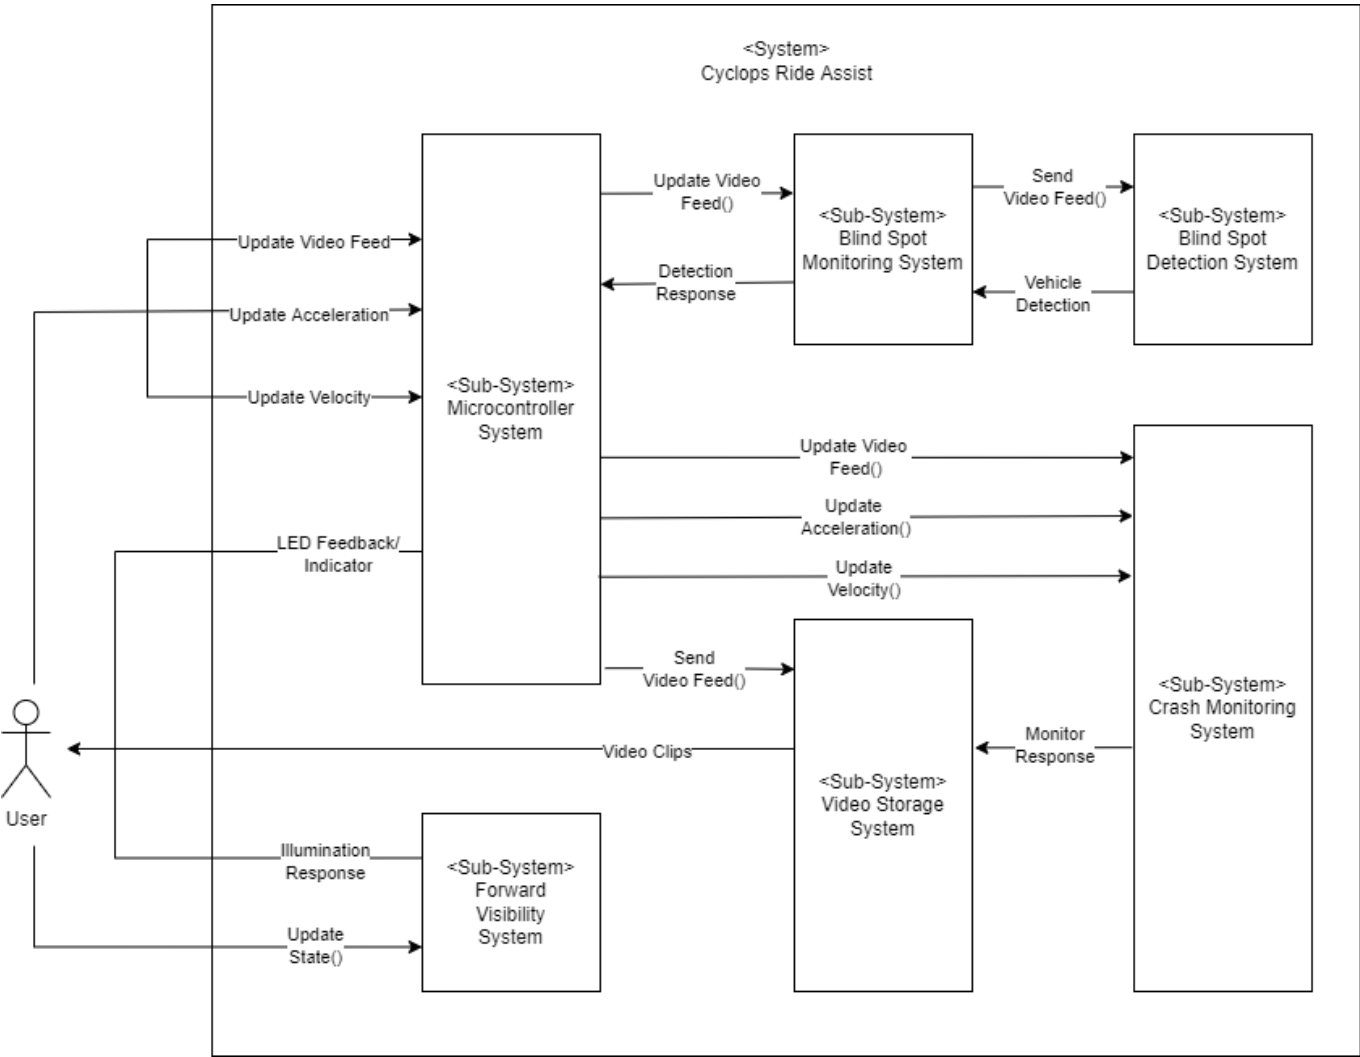 <System>
Cyclops Ride Assist
Update Video
Feed()
Send
Video Feed()
<Sub-System>
Blind Spot
Monitoring System
<Sub-System>
Blind Spot
Detection System
Detection
Response
Vehicle
Detection
Update Video Feed
Update Acceleration
Update Velocity
<Sub-System>
Microcontroller
System
Update Video
Feed()
Update
Acceleration()
Update
Velocity()
LED Feedback/
Indicator
Send
Video Feed()
<Sub-System>
Crash Monitoring
System
Monitor
Response
Video Clips
<Sub-System>
Video Storage
System
User
Illumination
Response
<Sub-System>
Forward
Visibility
System
Update
State()